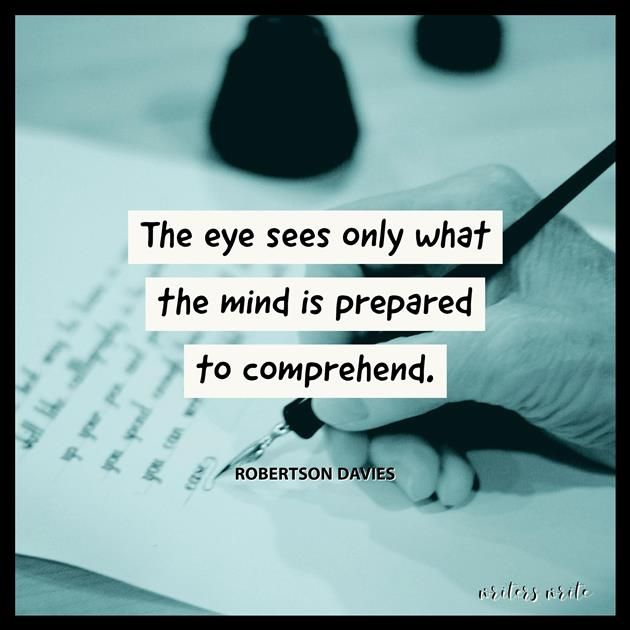 The eye sees only what
the mind is prepared
to comprehend.
ROBERTSON DAVIES
writers write